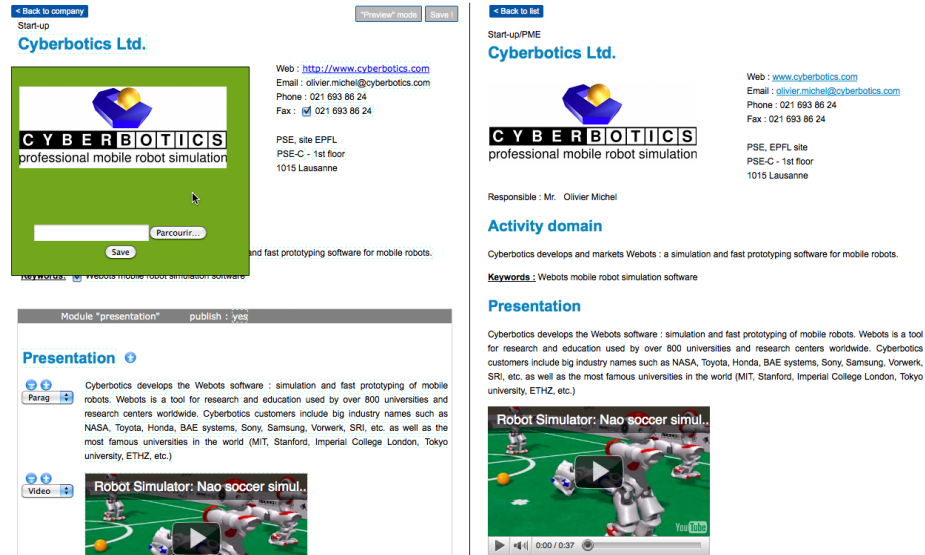 < Back to company
"Preview" mode
Save !
Start-up
Cyberbotics Ltd.
CYBERBOTICS
professional mobile robot simulation
Web : http://www.cyberbotics.com
Email : olivier.michel@cyberbotics.com
Phone : 021 693 86 24
Fax : 021 693 86 24
PSE, site EPFL
PSE-C - 1st floor
1015 Lausanne
Parcourir...
Save
and fast prototyping software for mobile robots.
Keywords : Webots mobile robot simulation software
Module "presentation" publish : yes
Presentation
Parag
Cyberbotics develops the Webots software : simulation and fast prototyping of mobile
robots. Webots is a tool for research and education used by over 800 universities and
research centers worldwide. Cyberbotics customers include big industry names such as
NASA, Toyota, Honda, BAE systems, Sony, Samsung, Vorwerk, SRI, etc. as well as the
most famous universities in the world (MIT, Stanford, Imperial College London, Tokyo
university, ETHZ, etc.)
Video
Robot Simulator: Nao soccer simul..
< Back to list
Start-up/PME
Cyberbotics Ltd.
CYBERBOTICS
professional mobile robot simulation
Web : www.cyberbotics.com
Email : olivier.michel@cyberbotics.com
Phone : 021 693 86 24
Fax : 021 693 86 24
PSE, EPFL site
PSE-C - 1st floor
1015 Lausanne
Responsible : Mr. Olivier Michel
Activity domain
Cyberbotics develops and markets Webots : a simulation and fast prototyping software for mobile robots.
Keywords : Webots mobile robot simulation software
Presentation
Cyberbotics develops the Webots software : simulation and fast prototyping of mobile robots. Webots is a tool
for research and education used by over 800 universities and research centers worldwide. Cyberbotics
customers include big industry names such as NASA, Toyota, Honda, BAE systems, Sony, Samsung, Vorwerk,
SRI, etc. as well as the most famous universities in the world (MIT, Stanford, Imperial College London, Tokyo
university, ETHZ, etc.)
Robot Simulator: Nao soccer simul..
YouTube
0:00 / 0:37